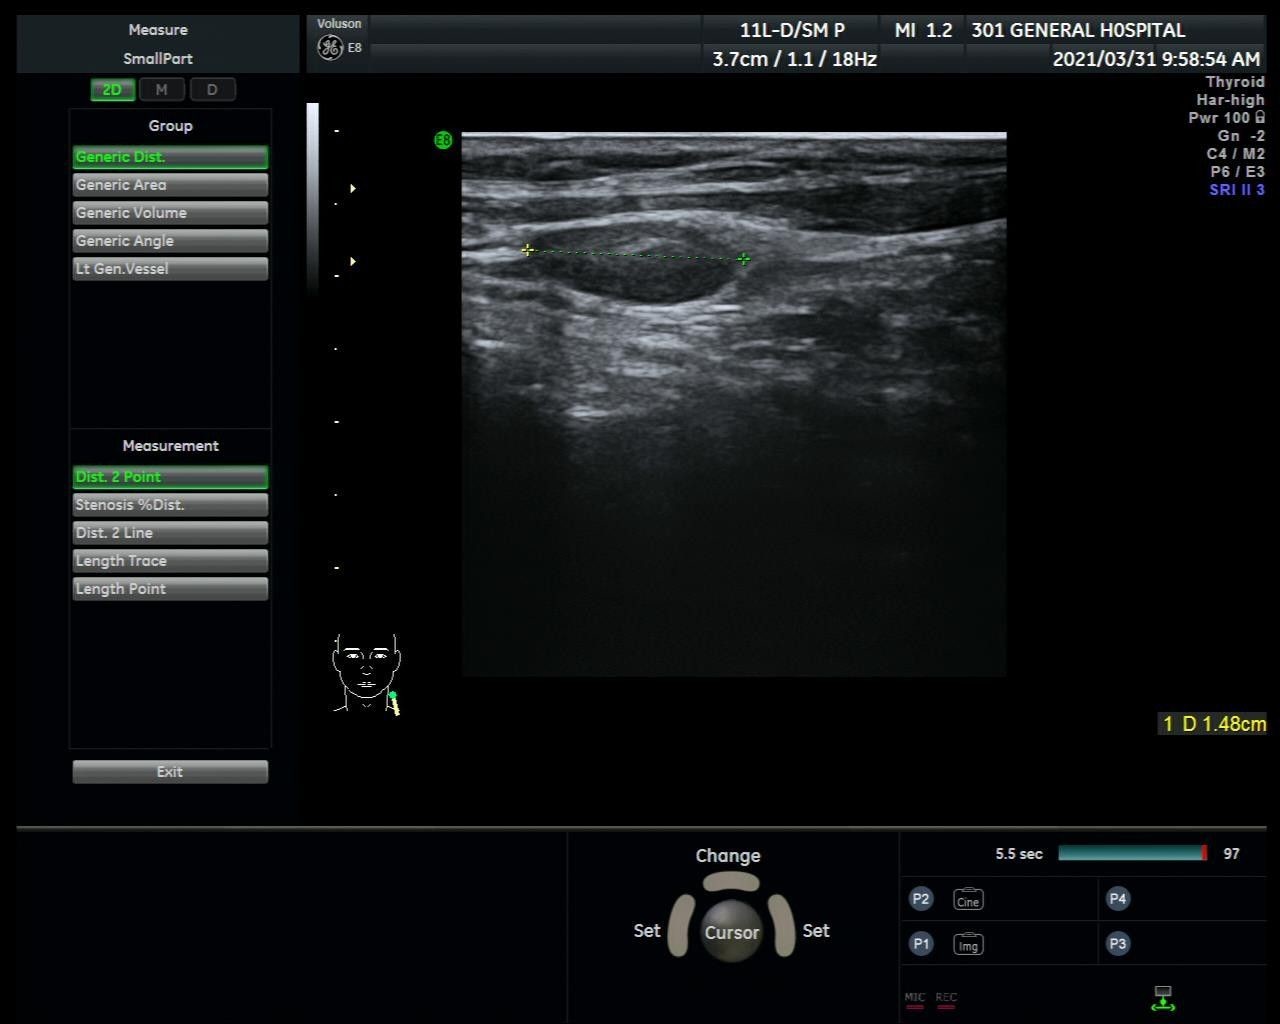 Measure
SmallPart
2D M D
Group
Generic Dist.
Generic Area
Generic Volume
Generic Angle
Lt Gen.Vessel
Measurement
Dist. 2 Point
Stenosis %Dist.
Dist. 2 Line
Length Trace
Length Point
Exit
Voluson
E8
11L-D/SM P MI 1.2 301 GENERAL H0SPITAL
3.7cm / 1.1 / 18Hz 2021/03/31 9:58:54 AM
Thyroid
Har-high
Pwr 100
Gn -2
C4 / M2
P6 / E3
SRI II 3
E8
1 D 1.48cm
Change
Set Cursor Set
5.5 sec 97
P2 Cine P4
P1 Img P3
MIC REC